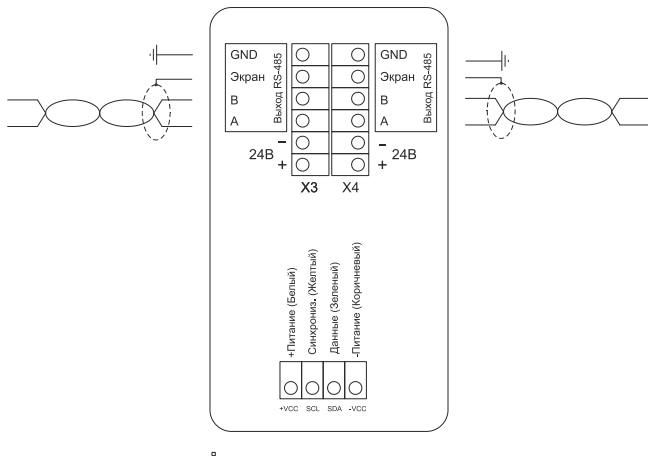 GND
Экран
B
A
Выход RS-485
24В
-
+
GND
Экран
B
A
Выход RS-485
-
+
24В
X3 X4
+Питание (Белый)
Синхрониз. (Желтый)
Данные (Зеленый)
-Питание (Коричневый)
+VCC SCL SDA -VCC